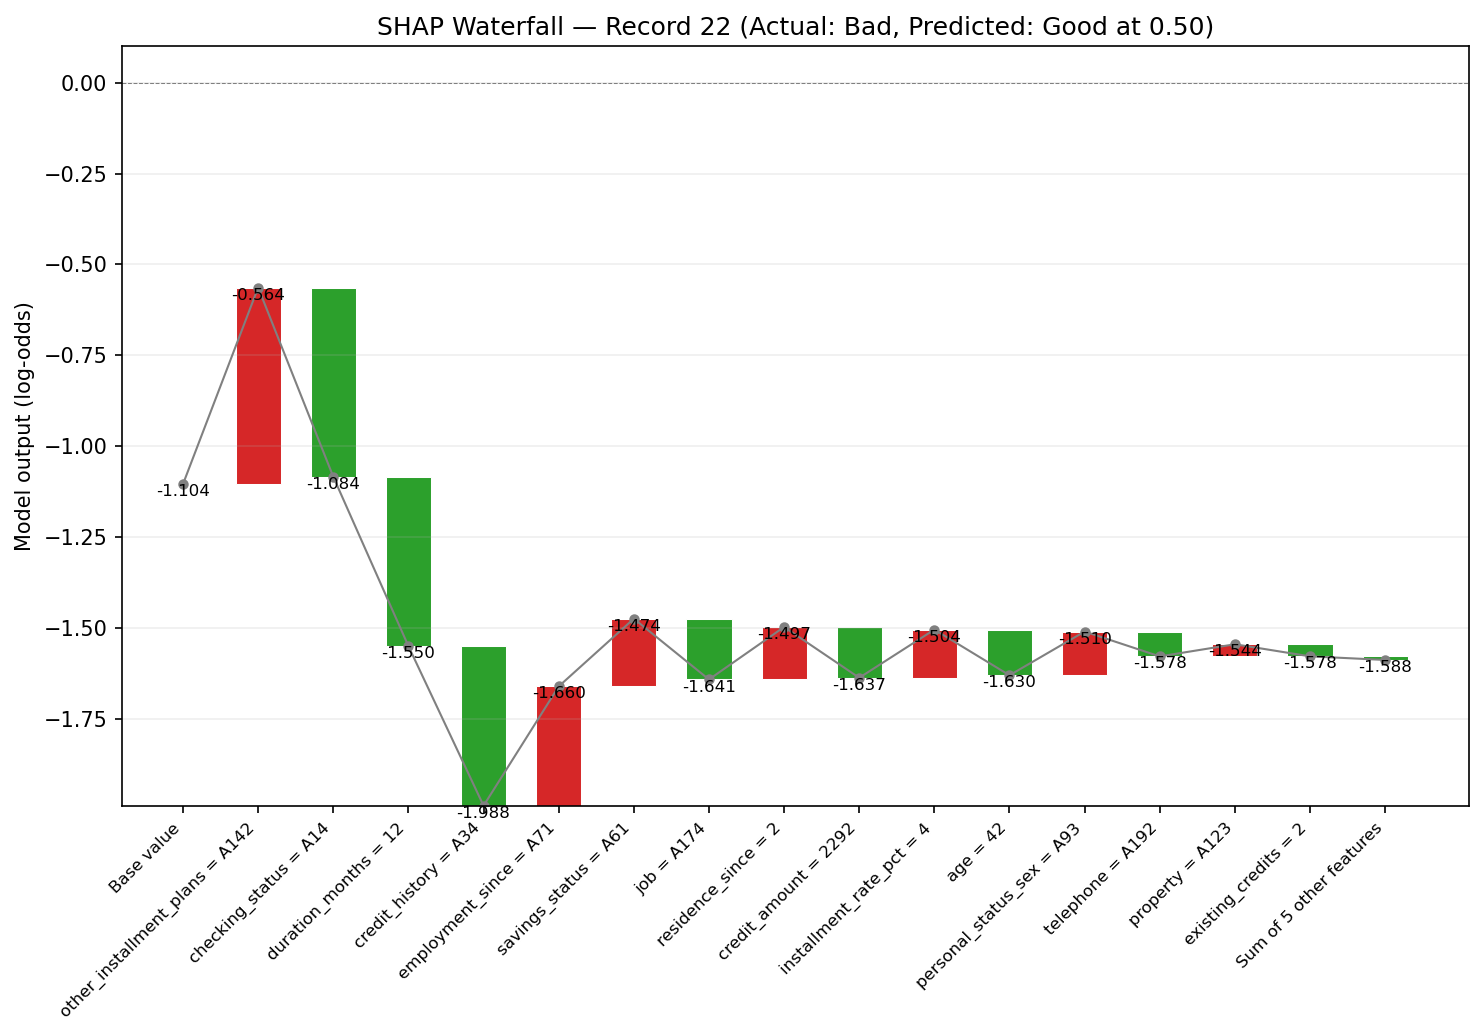 SHAP Waterfall — Record 22 (Actual: Bad, Predicted: Good at 0.50)
Model output (log-odds)
0.00
−0.25
−0.50
−0.75
−1.00
−1.25
−1.50
−1.75
-1.104
-0.564
-1.084
-1.550
-1.988
-1.660
-1.474
-1.641
-1.497
-1.637
-1.504
-1.630
-1.510
-1.578
-1.544
-1.578
-1.588
Base value
other_installment_plans = A142
checking_status = A14
duration_months = 12
credit_history = A34
employment_since = A71
savings_status = A61
job = A174
residence_since = 2
credit_amount = 2292
installment_rate_pct = 4
age = 42
personal_status_sex = A93
telephone = A192
property = A123
existing_credits = 2
Sum of 5 other features